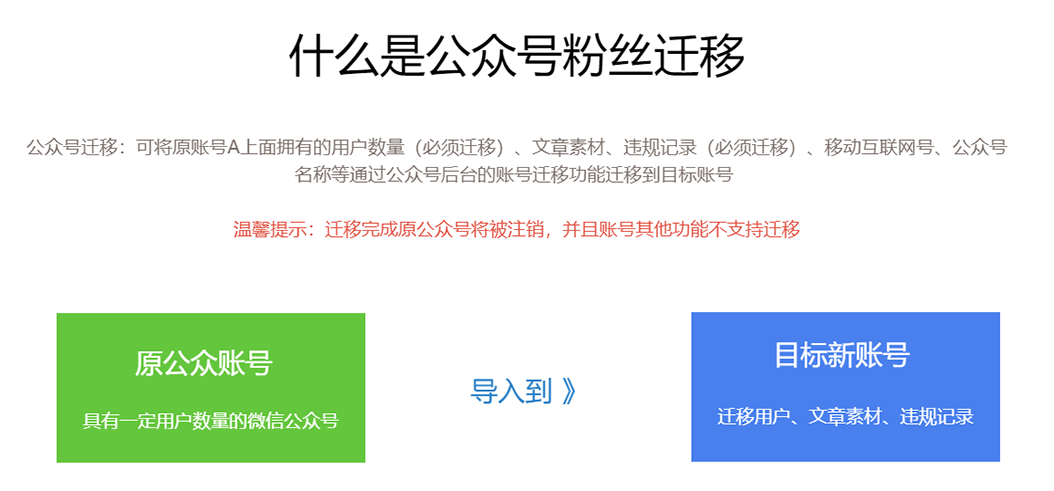 什么是公众号粉丝迁移
公众号迁移：可将原账号A上面拥有的用户数量（必须迁移）、文章素材、违规记录（必须迁移）、移动互联网号、公众号
名称等通过公众号后台的账号迁移功能迁移到目标账号
温馨提示：迁移完成原公众号将被注销，并且账号其他功能不支持迁移
原公众账号
具有一定用户数量的微信公众号
导入到 》
目标新账号
迁移用户、文章素材、违规记录